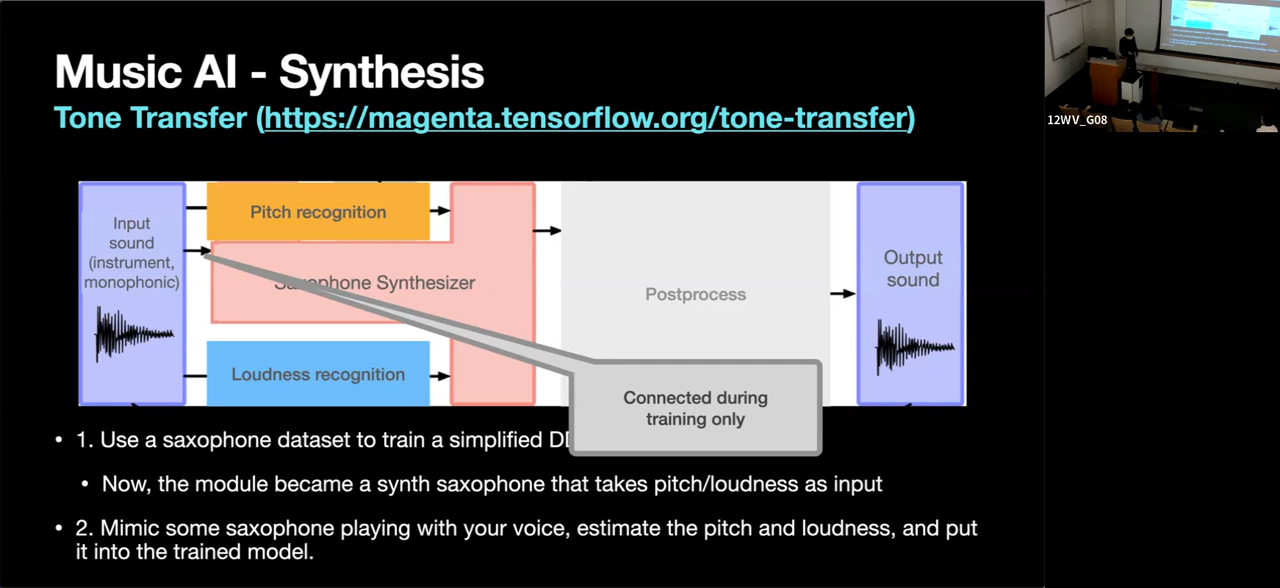 Music AI - Synthesis
Tone Transfer (https://magenta.tensorflow.org/tone-transfer)
12WV_G08
Input
sound
(instrument,
monophonic)
Pitch recognition
Saxophone Synthesizer
Loudness recognition
Postprocess
Output
sound
Connected during
training only
• 1. Use a saxophone dataset to train a simplified
• Now, the module became a synth saxophone that takes pitch/loudness as input
• 2. Mimic some saxophone playing with your voice, estimate the pitch and loudness, and put
it into the trained model.